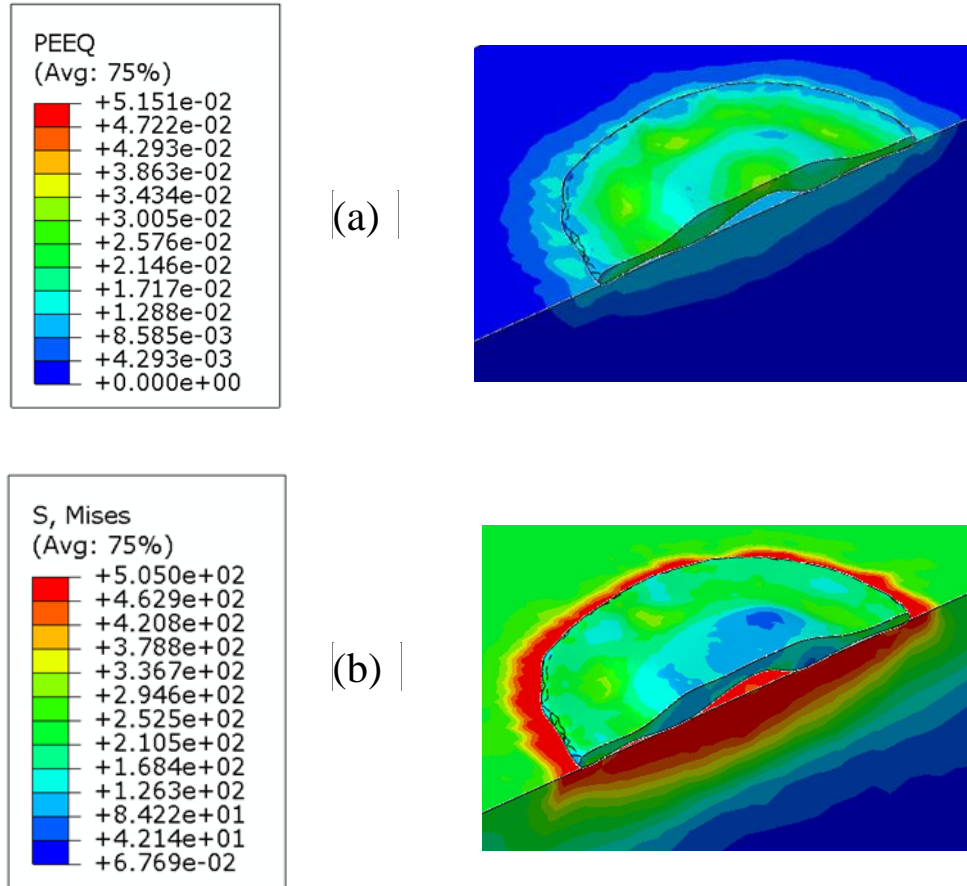 PEEQ
(Avg: 75%)
+5.151e-02
+4.722e-02
+4.293e-02
+3.863e-02
+3.434e-02
+3.005e-02
+2.576e-02
+2.146e-02
+1.717e-02
+1.288e-02
+8.585e-03
+4.293e-03
+0.000e+00
(a)
S, Mises
(Avg: 75%)
+5.050e+02
+4.629e+02
+4.208e+02
+3.788e+02
+3.367e+02
+2.946e+02
+2.525e+02
+2.105e+02
+1.684e+02
+1.263e+02
+8.422e+01
+4.214e+01
+6.769e-02
(b)